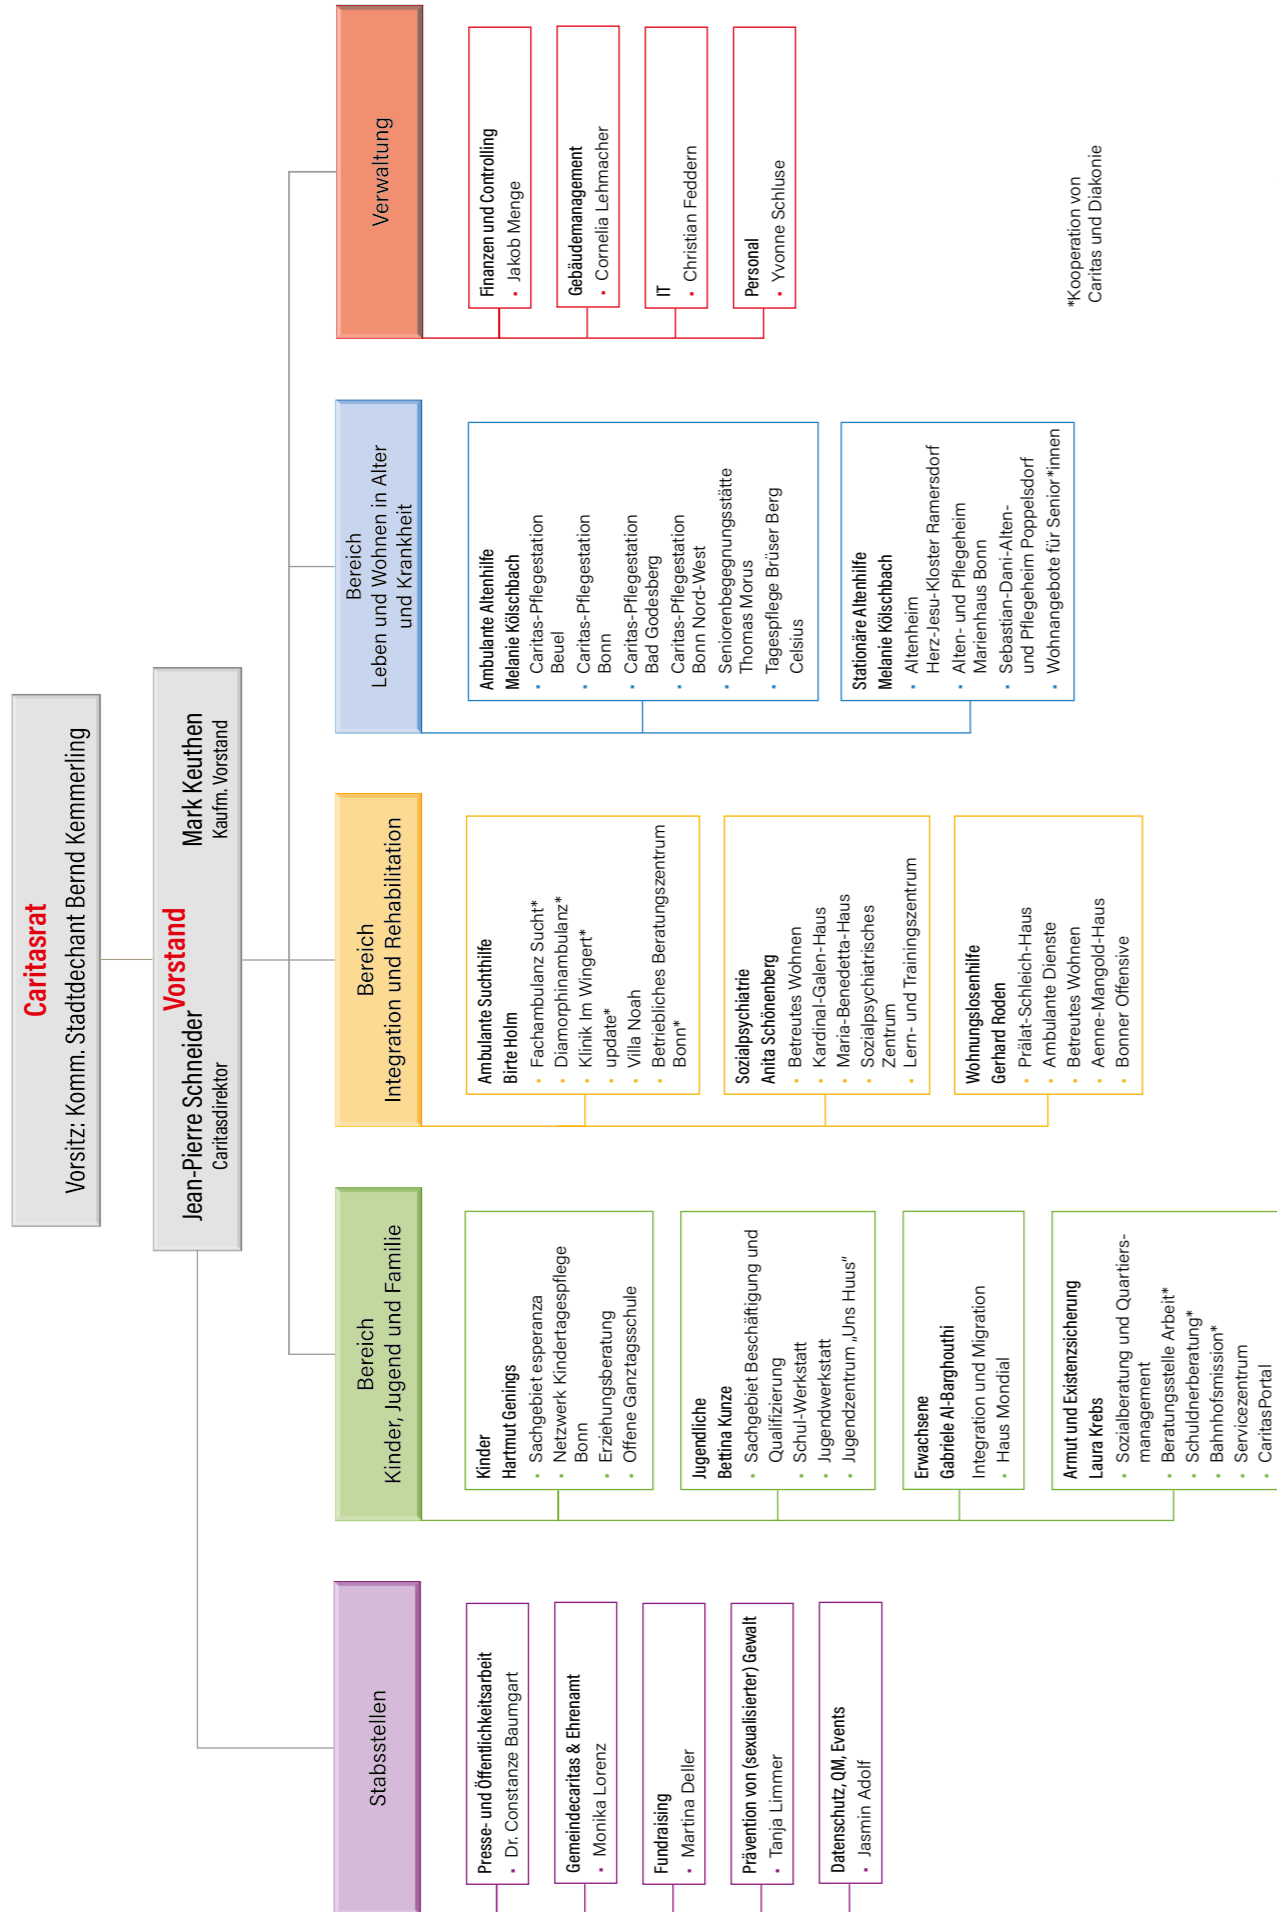 Caritasrat
Vorsitz: Komm. Stadtdechant Bernd Kemmerling
Vorstand
Jean-Pierre Schneider
Caritasdirektor
Mark Keuthen
Kaufm. Vorstand
Stabsstellen
Presse- und Öffentlichkeitsarbeit
▪ Dr. Constanze Baumgart
Gemeindecaritas & Ehrenamt
▪ Monika Lorenz
Fundraising
▪ Martina Deller
Prävention von (sexualisierter) Gewalt
▪ Tanja Limmer
Datenschutz, QM, Events
▪ Jasmin Adolf
Bereich
Kinder, Jugend und Familie
Kinder
Hartmut Genings
▪ Sachgebiet esperanza
▪ Netzwerk Kindertagespflege
Bonn
▪ Erziehungsberatung
▪ Offene Ganztagsschule
Jugendliche
Bettina Kunze
▪ Sachgebiet Beschäftigung und
Qualifizierung
▪ Schul-Werkstatt
▪ Jugendwerkstatt
▪ Jugendzentrum „Uns Huus“
Erwachsene
Gabriele Al-Barghouthi
Integration und Migration
▪ Haus Mondial
Armut und Existenzsicherung
Laura Krebs
▪ Sozialberatung und Quartiers-
management
▪ Beratungsstelle Arbeit*
▪ Schuldnerberatung*
▪ Bahnhofsmission*
▪ Servicezentrum
▪ CaritasPortal
Bereich
Integration und Rehabilitation
Ambulante Suchthilfe
Birte Holm
▪ Fachambulanz Sucht*
▪ Diamorphinambulanz*
▪ Klinik Im Wingert*
▪ update*
▪ Villa Noah
▪ Betriebliches Beratungszentrum
Bonn*
Sozialpsychiatrie
Anita Schönenberg
▪ Betreutes Wohnen
▪ Kardinal-Galen-Haus
▪ Maria-Benedetta-Haus
▪ Sozialpsychiatrisches
Zentrum
▪ Lern- und Trainingszentrum
Wohnungslosenhilfe
Gerhard Roden
▪ Prälat-Schleich-Haus
▪ Ambulante Dienste
▪ Betreutes Wohnen
▪ Aenne-Mangold-Haus
▪ Bonner Offensive
Bereich
Leben und Wohnen in Alter
und Krankheit
Ambulante Altenhilfe
Melanie Kölschbach
▪ Caritas-Pflegestation
Beuel
▪ Caritas-Pflegestation
Bonn
▪ Caritas-Pflegestation
Bad Godesberg
▪ Caritas-Pflegestation
Bonn Nord-West
▪ Seniorenbegegnungsstätte
Thomas Morus
▪ Tagespflege Brüser Berg
Celsius
Stationäre Altenhilfe
Melanie Kölschbach
▪ Altenheim
Herz-Jesu-Kloster Ramersdorf
▪ Alten- und Pflegeheim
Marienhaus Bonn
▪ Sebastian-Dani-Alten-
und Pflegeheim Poppelsdorf
▪ Wohnangebote für Senior*innen
Verwaltung
Finanzen und Controlling
▪ Jakob Menge
Gebäudemanagement
▪ Cornelia Lehmacher
IT
▪ Christian Feddern
Personal
▪ Yvonne Schluse
*Kooperation von
Caritas und Diakonie